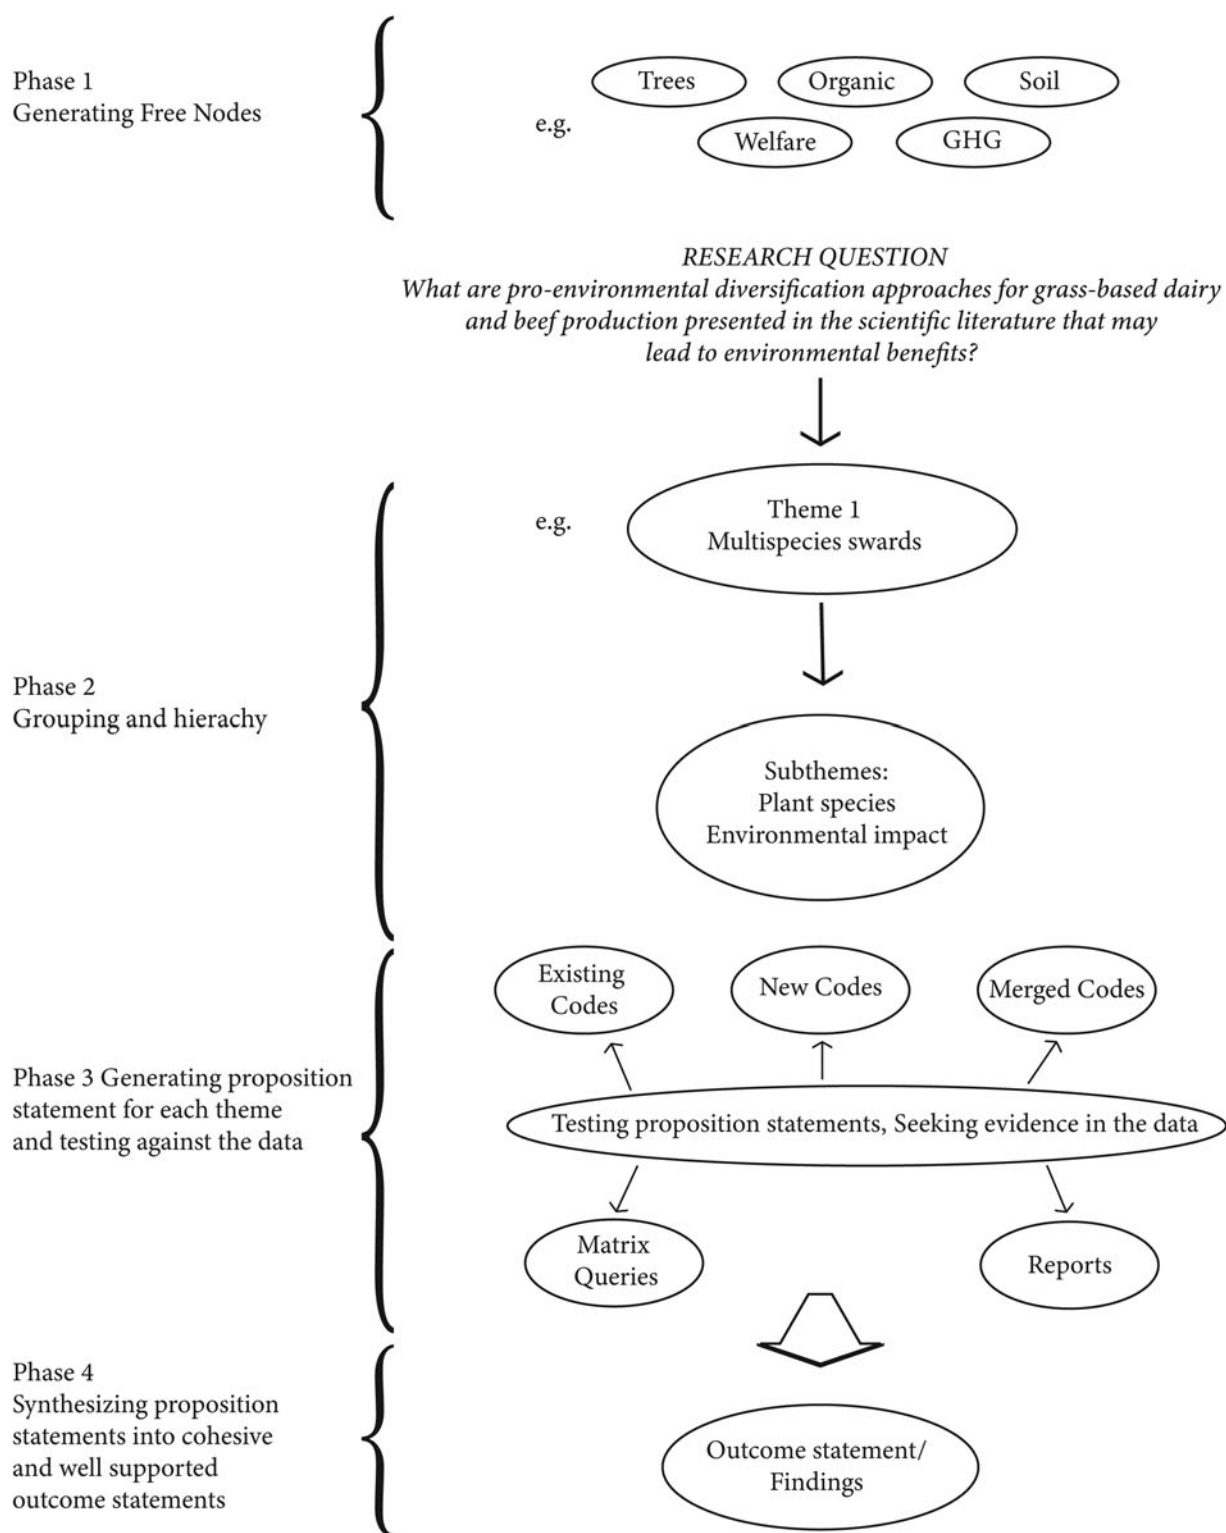 Phase 1
Generating Free Nodes
e.g.
Trees
Organic
Soil
Welfare
GHG
RESEARCH QUESTION
What are pro-environmental diversification approaches for grass-based dairy
and beef production presented in the scientific literature that may
lead to environmental benefits?
Phase 2
Grouping and hierachy
e.g.
Theme 1
Multispecies swards
Subthemes:
Plant species
Environmental impact
Phase 3 Generating proposition
statement for each theme
and testing against the data
Existing
Codes
New Codes
Merged Codes
Testing proposition statements, Seeking evidence in the data
Matrix
Queries
Reports
Phase 4
Synthesizing proposition
statements into cohesive
and well supported
outcome statements
Outcome statement/
Findings